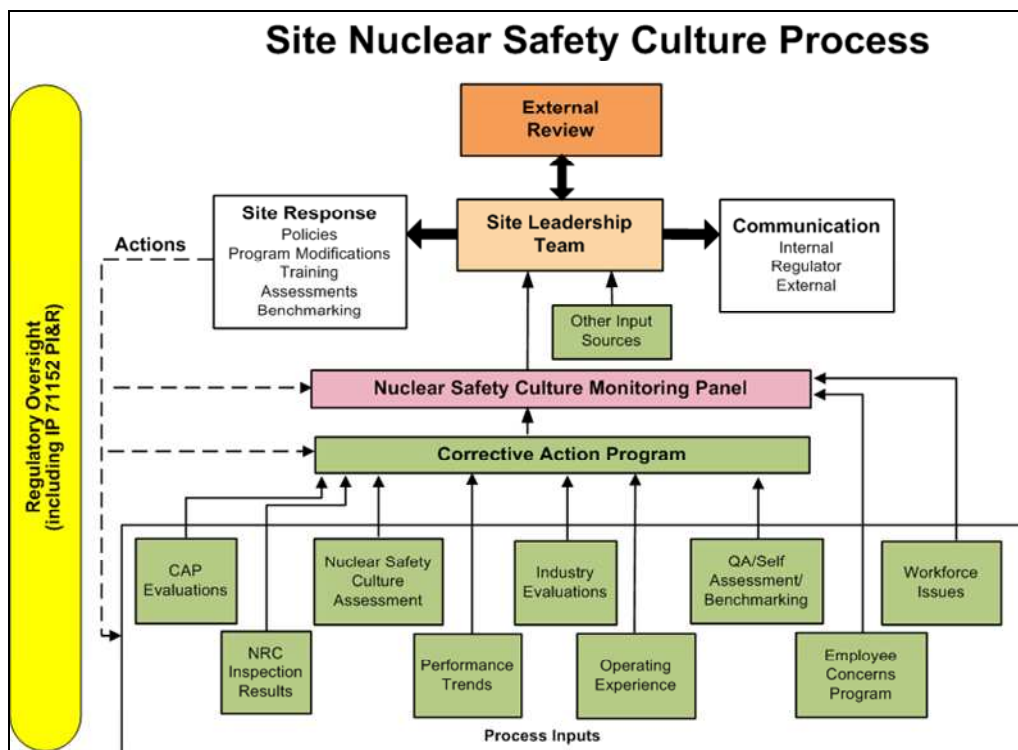 Site Nuclear Safety Culture Process
Regulatory Oversight
(including IP 71152 PI&R)
External
Review
Site Response
Policies
Program Modifications
Training
Assessments
Benchmarking
Site Leadership
Team
Communication
Internal
Regulator
External
Actions
Other Input
Sources
Nuclear Safety Culture Monitoring Panel
Corrective Action Program
CAP
Evaluations
Nuclear Safety
Culture
Assessment
Industry
Evaluations
QA/Self
Assessment/
Benchmarking
Workforce
Issues
NRC
Inspection
Results
Performance
Trends
Operating
Experience
Employee
Concerns
Program
Process Inputs